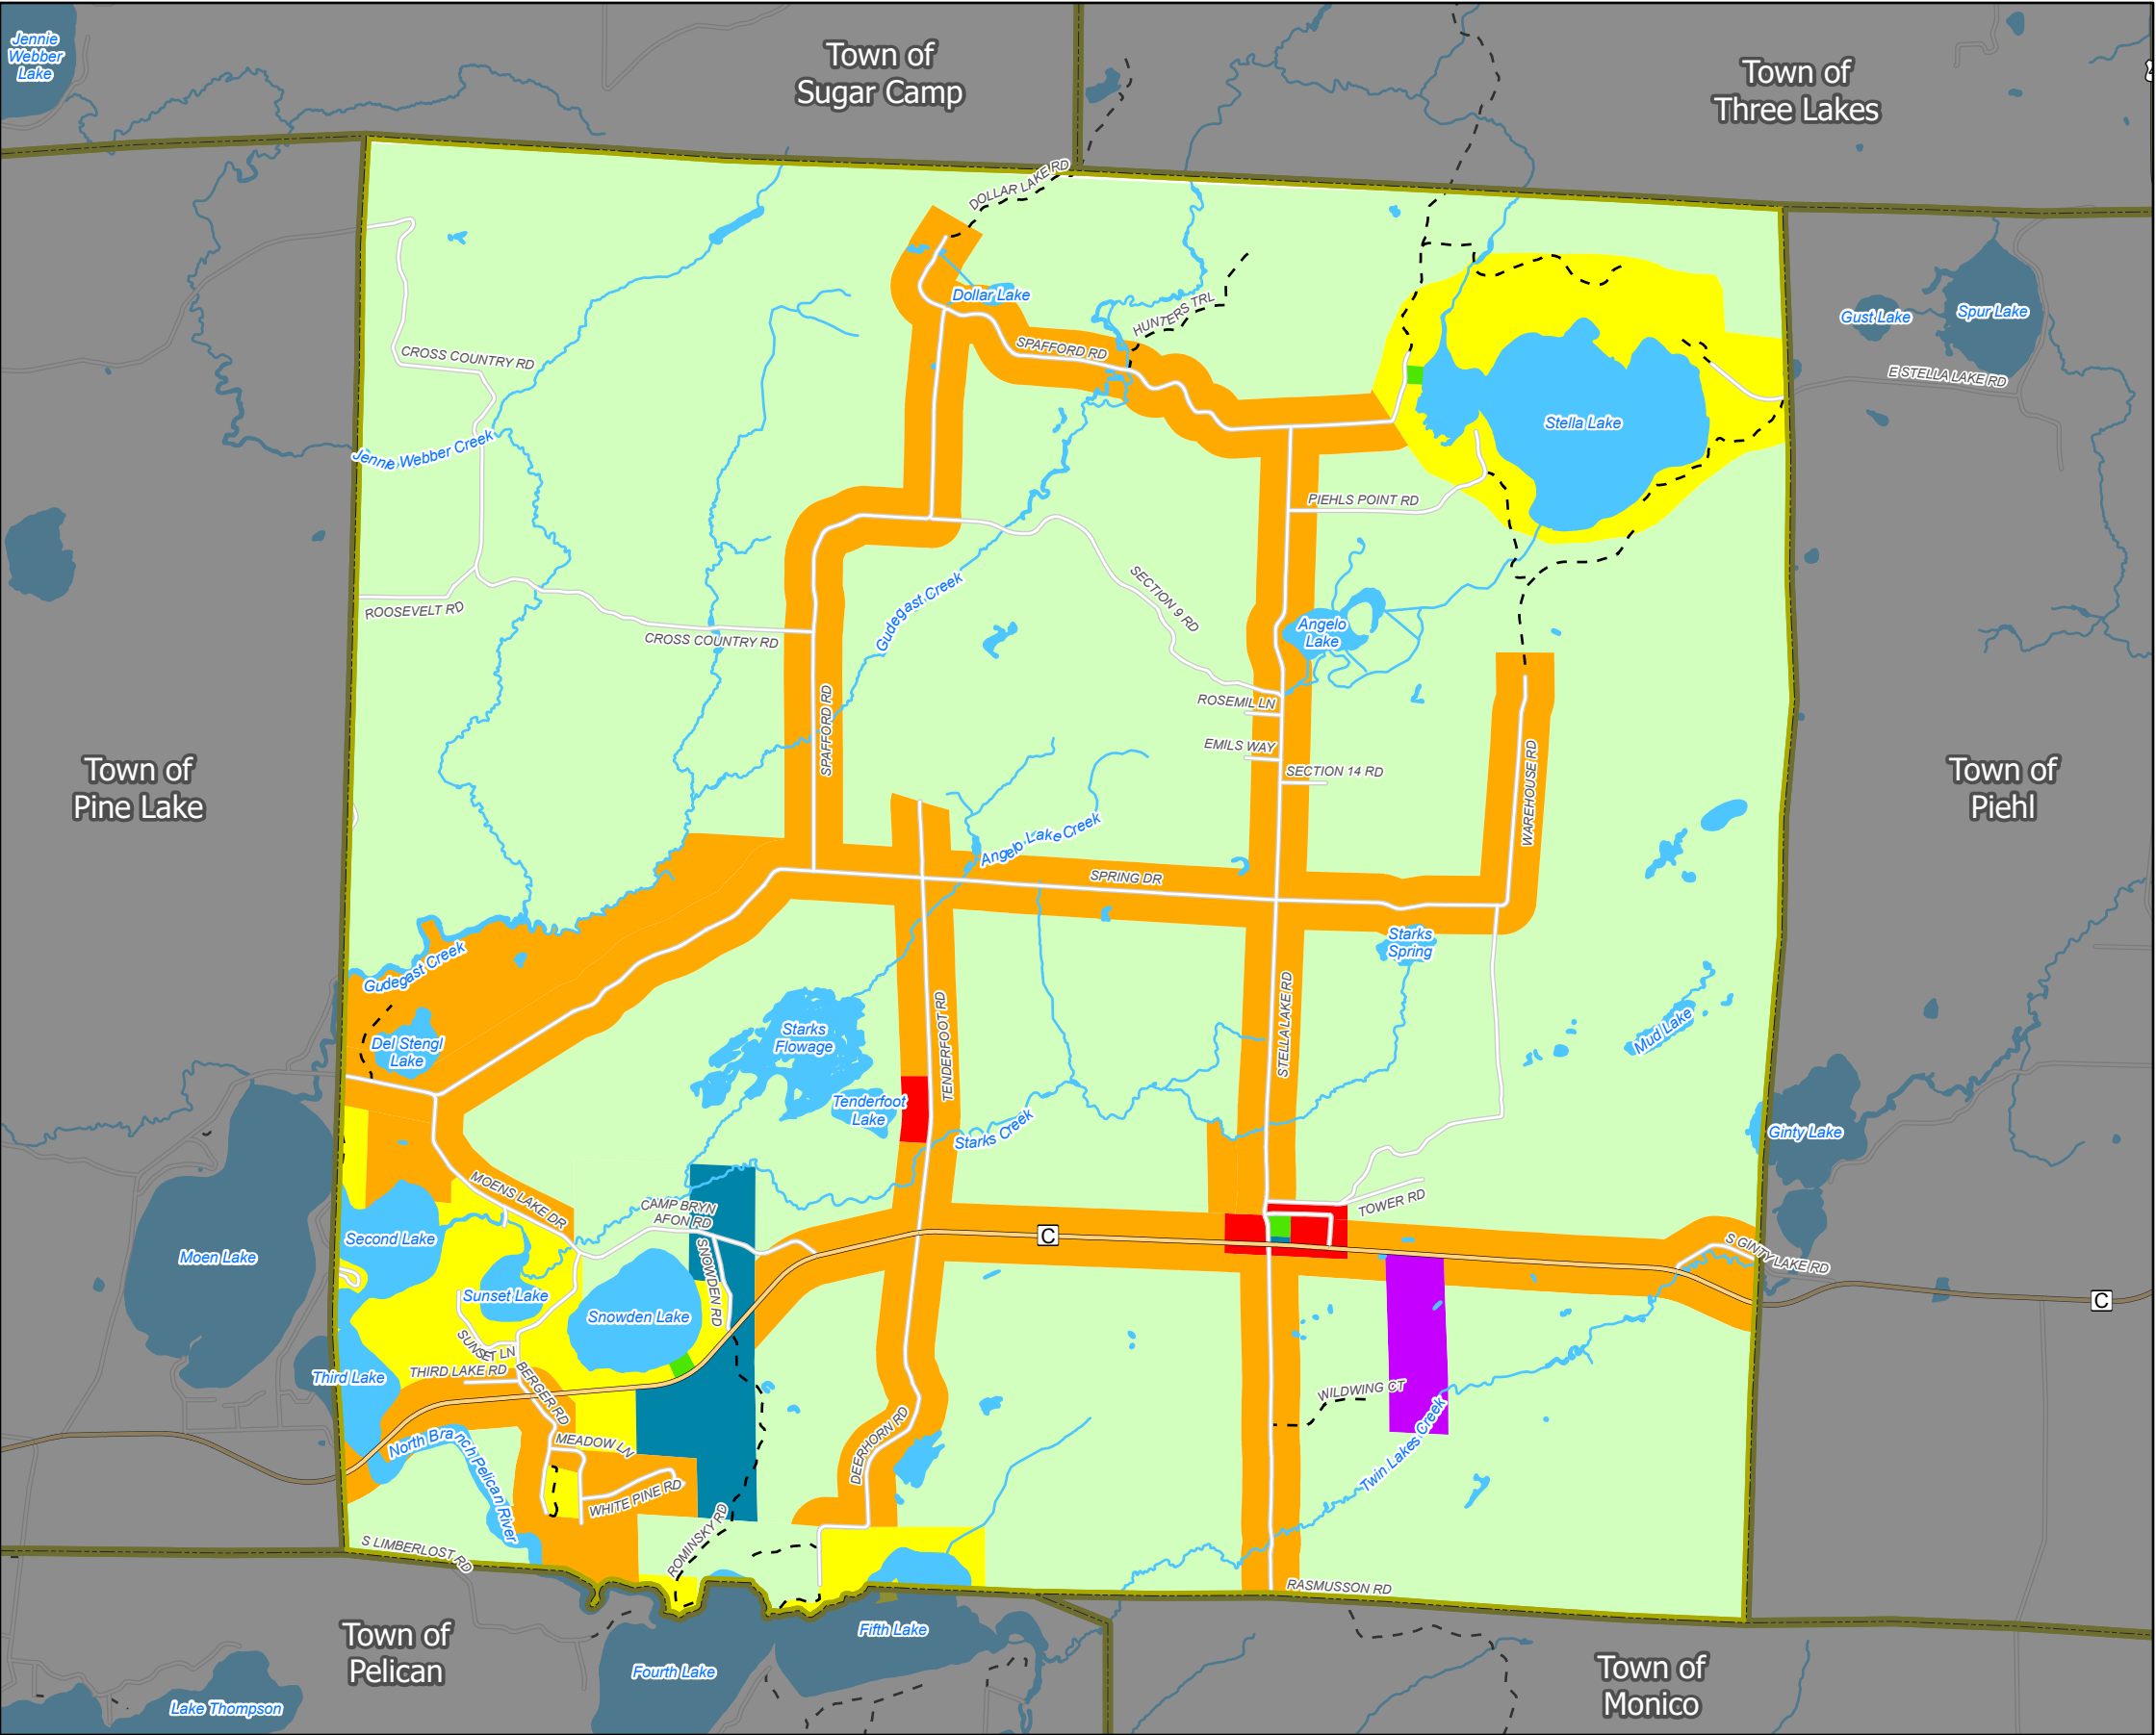 Jennie
Webber
Lake
Town of
Sugar Camp
Town of
Three Lakes
DOLLAR LAKE RD
Dollar Lake
HUNTERS TRL
Gust Lake
Spur Lake
SPAFFORD RD
CROSS COUNTRY RD
E STELLA LAKE RD
Stella Lake
Jennie Webber Creek
PIEHLS POINT RD
SECTION 9 RD
Gudegast Creek
ROOSEVELT RD
CROSS COUNTRY RD
Angelo
Lake
ROSEMIL LN
SPAFFORD RD
EMILS WAY
SECTION 14 RD
WAREHOUSE RD
Town of
Pine Lake
Town of
Piehl
Angelo Lake Creek
SPRING DR
Starks
Spring
Gudegast Creek
STELLA LAKE RD
TENDERFOOT RD
Starks
Flowage
Mud Lake
Del Stengl
Lake
Tenderfoot
Lake
Starks Creek
Ginty Lake
MOENS LAKE DR
CAMP BRYN
AFON RD
TOWER RD
Second Lake
C
S GINTY LAKE RD
Moen Lake
SNOWDEN RD
Sunset Lake
C
Snowden Lake
SUNSET LN
THIRD LAKE RD
Third Lake
BERGER RD
WILDWING CT
DEERHORN RD
North Branch Pelican River
MEADOW LN
Twin Lakes Creek
WHITE PINE RD
ROMINSKY RD
S LIMBERLOST RD
RASMUSSON RD
Town of
Pelican
Fifth Lake
Fourth Lake
Town of
Monico
Lake Thompson